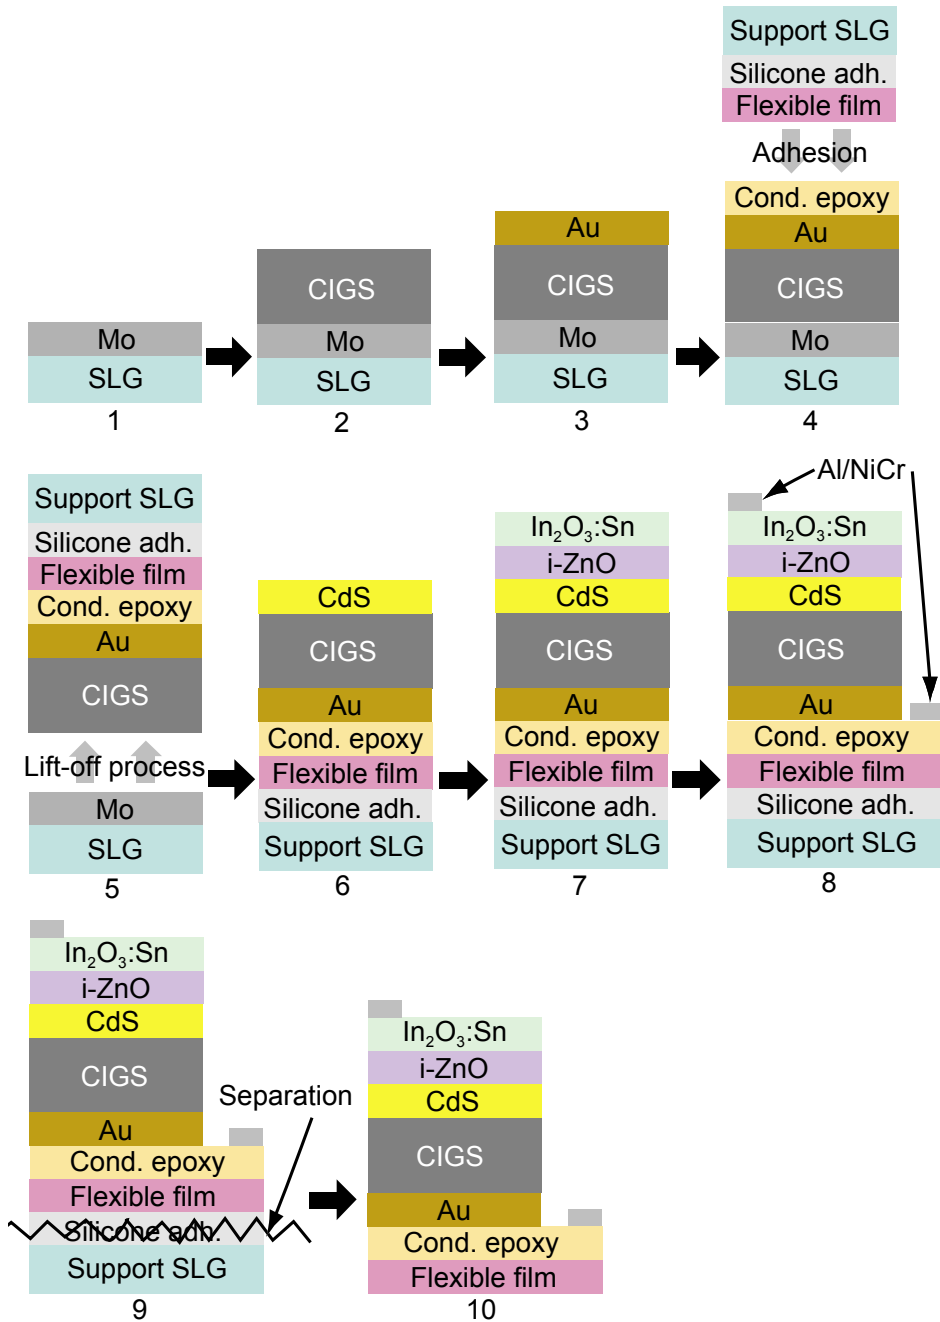 Support SLG
Silicone adh.
Flexible film
Adhesion
Cond. epoxy
Au
CIGS
Mo
SLG
4
Au
CIGS
Mo
SLG
3
CIGS
Mo
SLG
2
Mo
SLG
1
Support SLG
Silicone adh.
Flexible film
Cond. epoxy
Au
CIGS
Lift-off process
Mo
SLG
5
CdS
CIGS
Au
Cond. epoxy
Flexible film
Silicone adh.
Support SLG
6
In₂O₃:Sn
i-ZnO
CdS
CIGS
Au
Cond. epoxy
Flexible film
Silicone adh.
Support SLG
7
Al/NiCr
In₂O₃:Sn
i-ZnO
CdS
CIGS
Au
Cond. epoxy
Flexible film
Silicone adh.
Support SLG
8
In₂O₃:Sn
i-ZnO
CdS
CIGS
Au
Cond. epoxy
Flexible film
Silicone adh.
Support SLG
9
Separation
In₂O₃:Sn
i-ZnO
CdS
CIGS
Au
Cond. epoxy
Flexible film
10